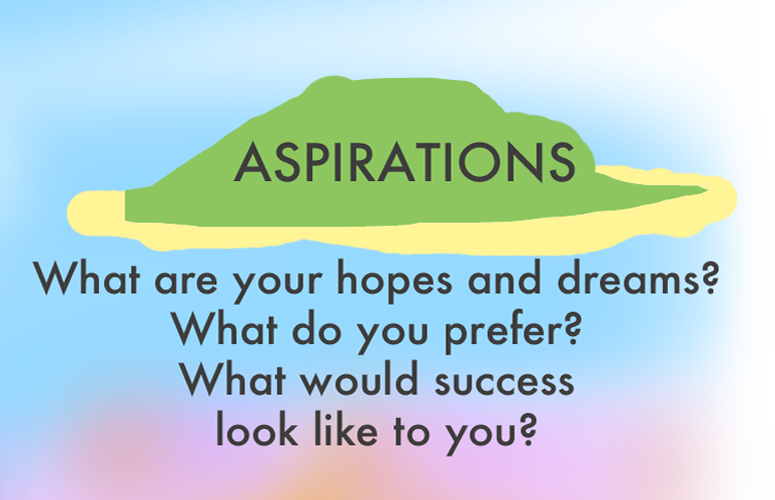 ASPIRATIONS
What are your hopes and dreams?
What do you prefer?
What would success
look like to you?